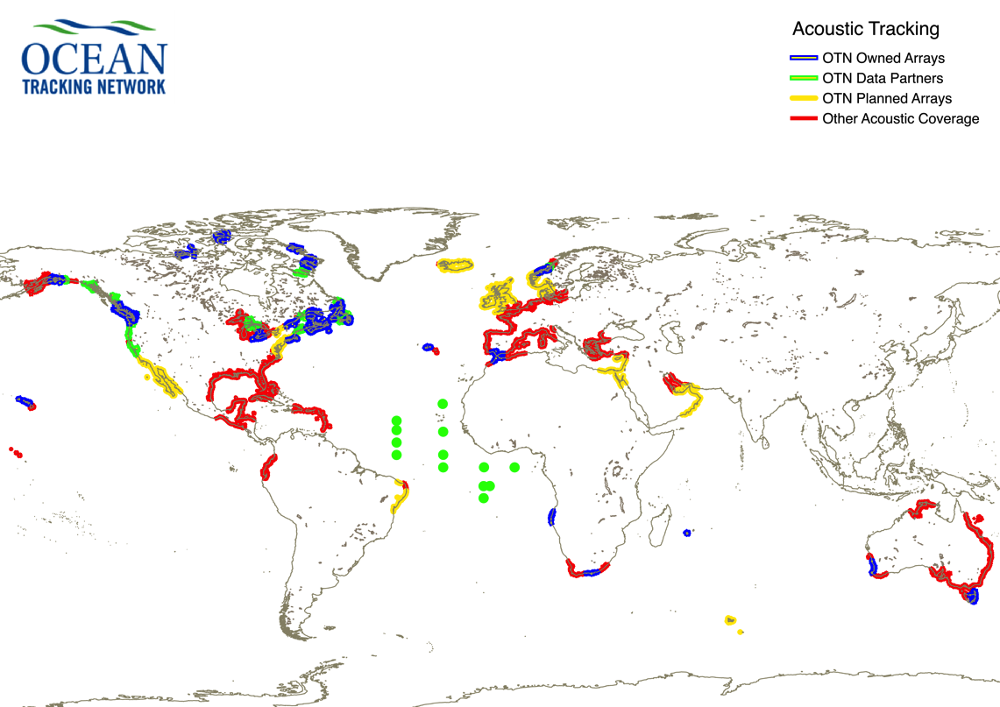 OCEAN
TRACKING NETWORK
Acoustic Tracking
OTN Owned Arrays
OTN Data Partners
OTN Planned Arrays
Other Acoustic Coverage